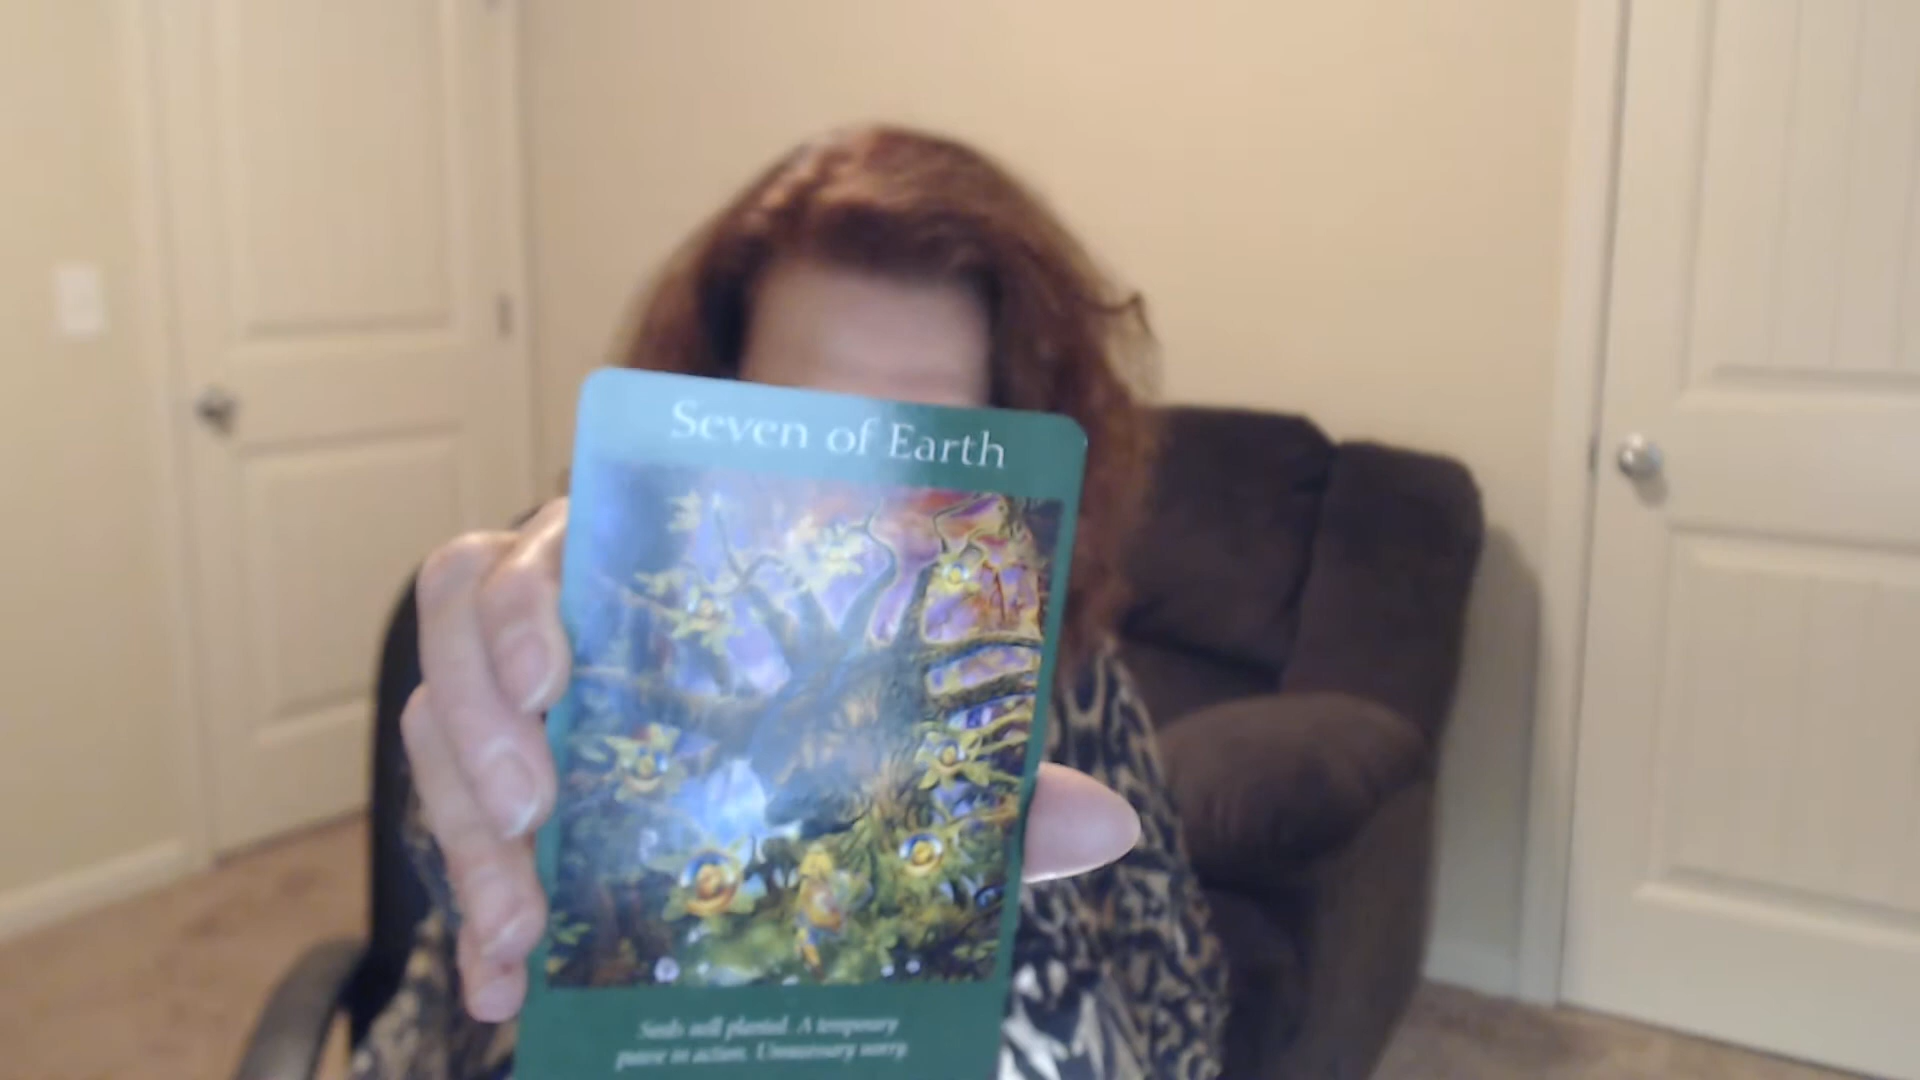 Seven of Earth
Seeds well planted. A temporary
pause in action. Unnecessary worry.